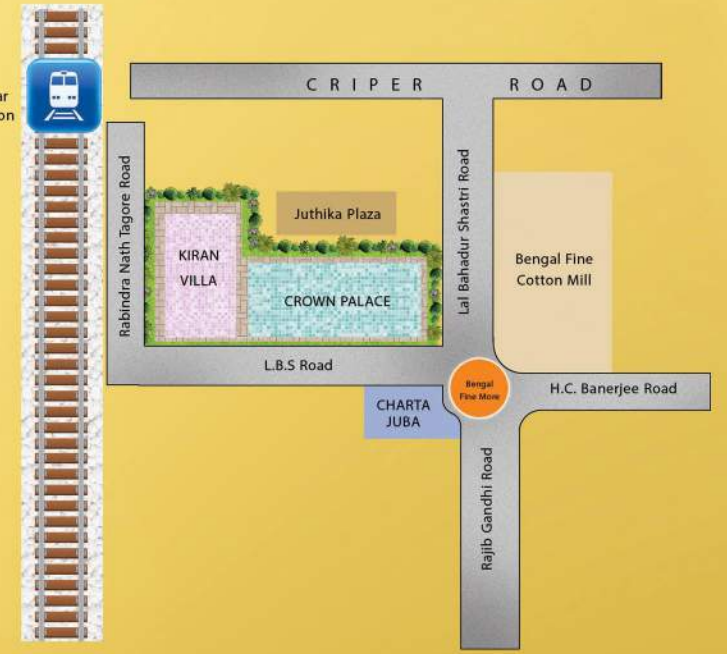 CRIPER ROAD
Rabindra Nath Tagore Road
Juthika Plaza
Lal Bahadur Shastri Road
KIRAN
VILLA
CROWN PALACE
Bengal Fine
Cotton Mill
L.B.S Road
Bengal
Fine More
H.C. Banerjee Road
CHARTA
JUBA
Rajib Gandhi Road